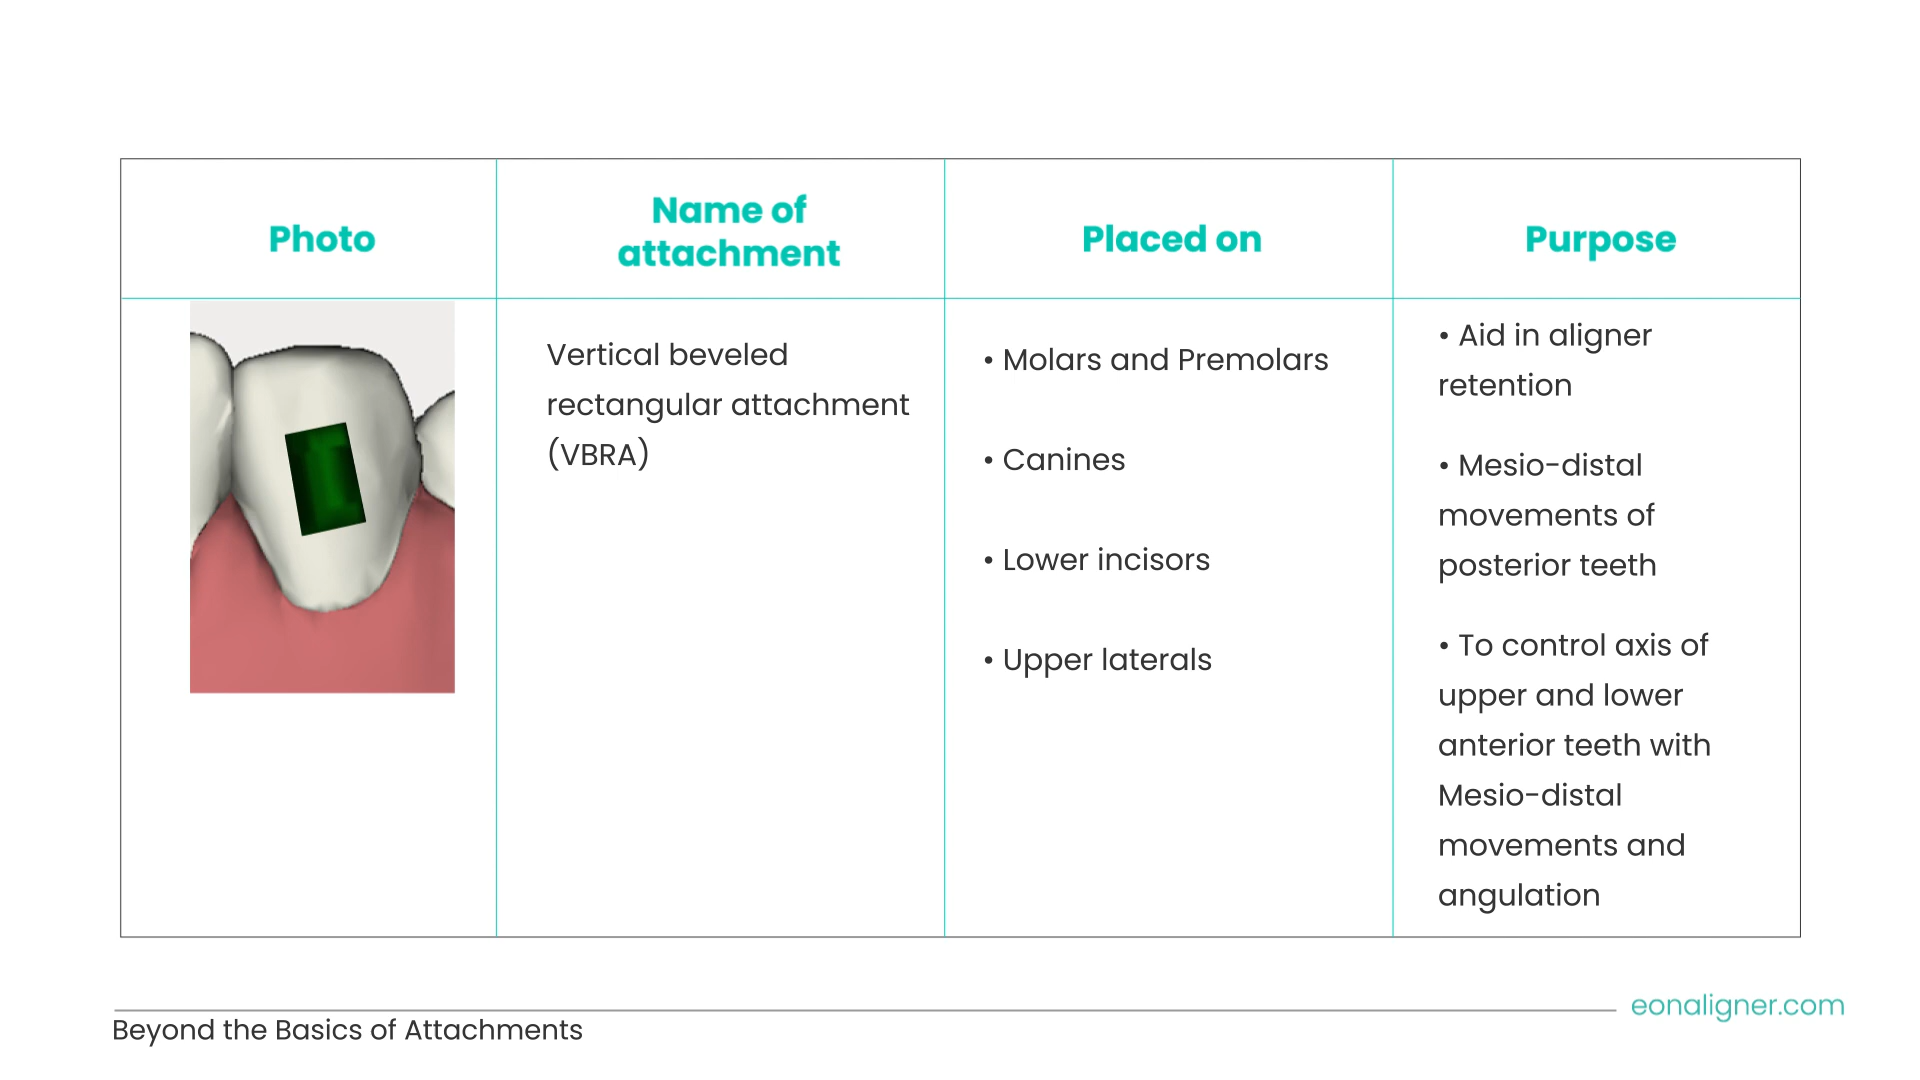 Photo
Name of
attachment
Placed on
Purpose
Vertical beveled
rectangular attachment
(VBRA)
• Molars and Premolars
• Canines
• Lower incisors
• Upper laterals
• Aid in aligner
retention
• Mesio-distal
movements of
posterior teeth
• To control axis of
upper and lower
anterior teeth with
Mesio-distal
movements and
angulation
Beyond the Basics of Attachments
eonaligner.com